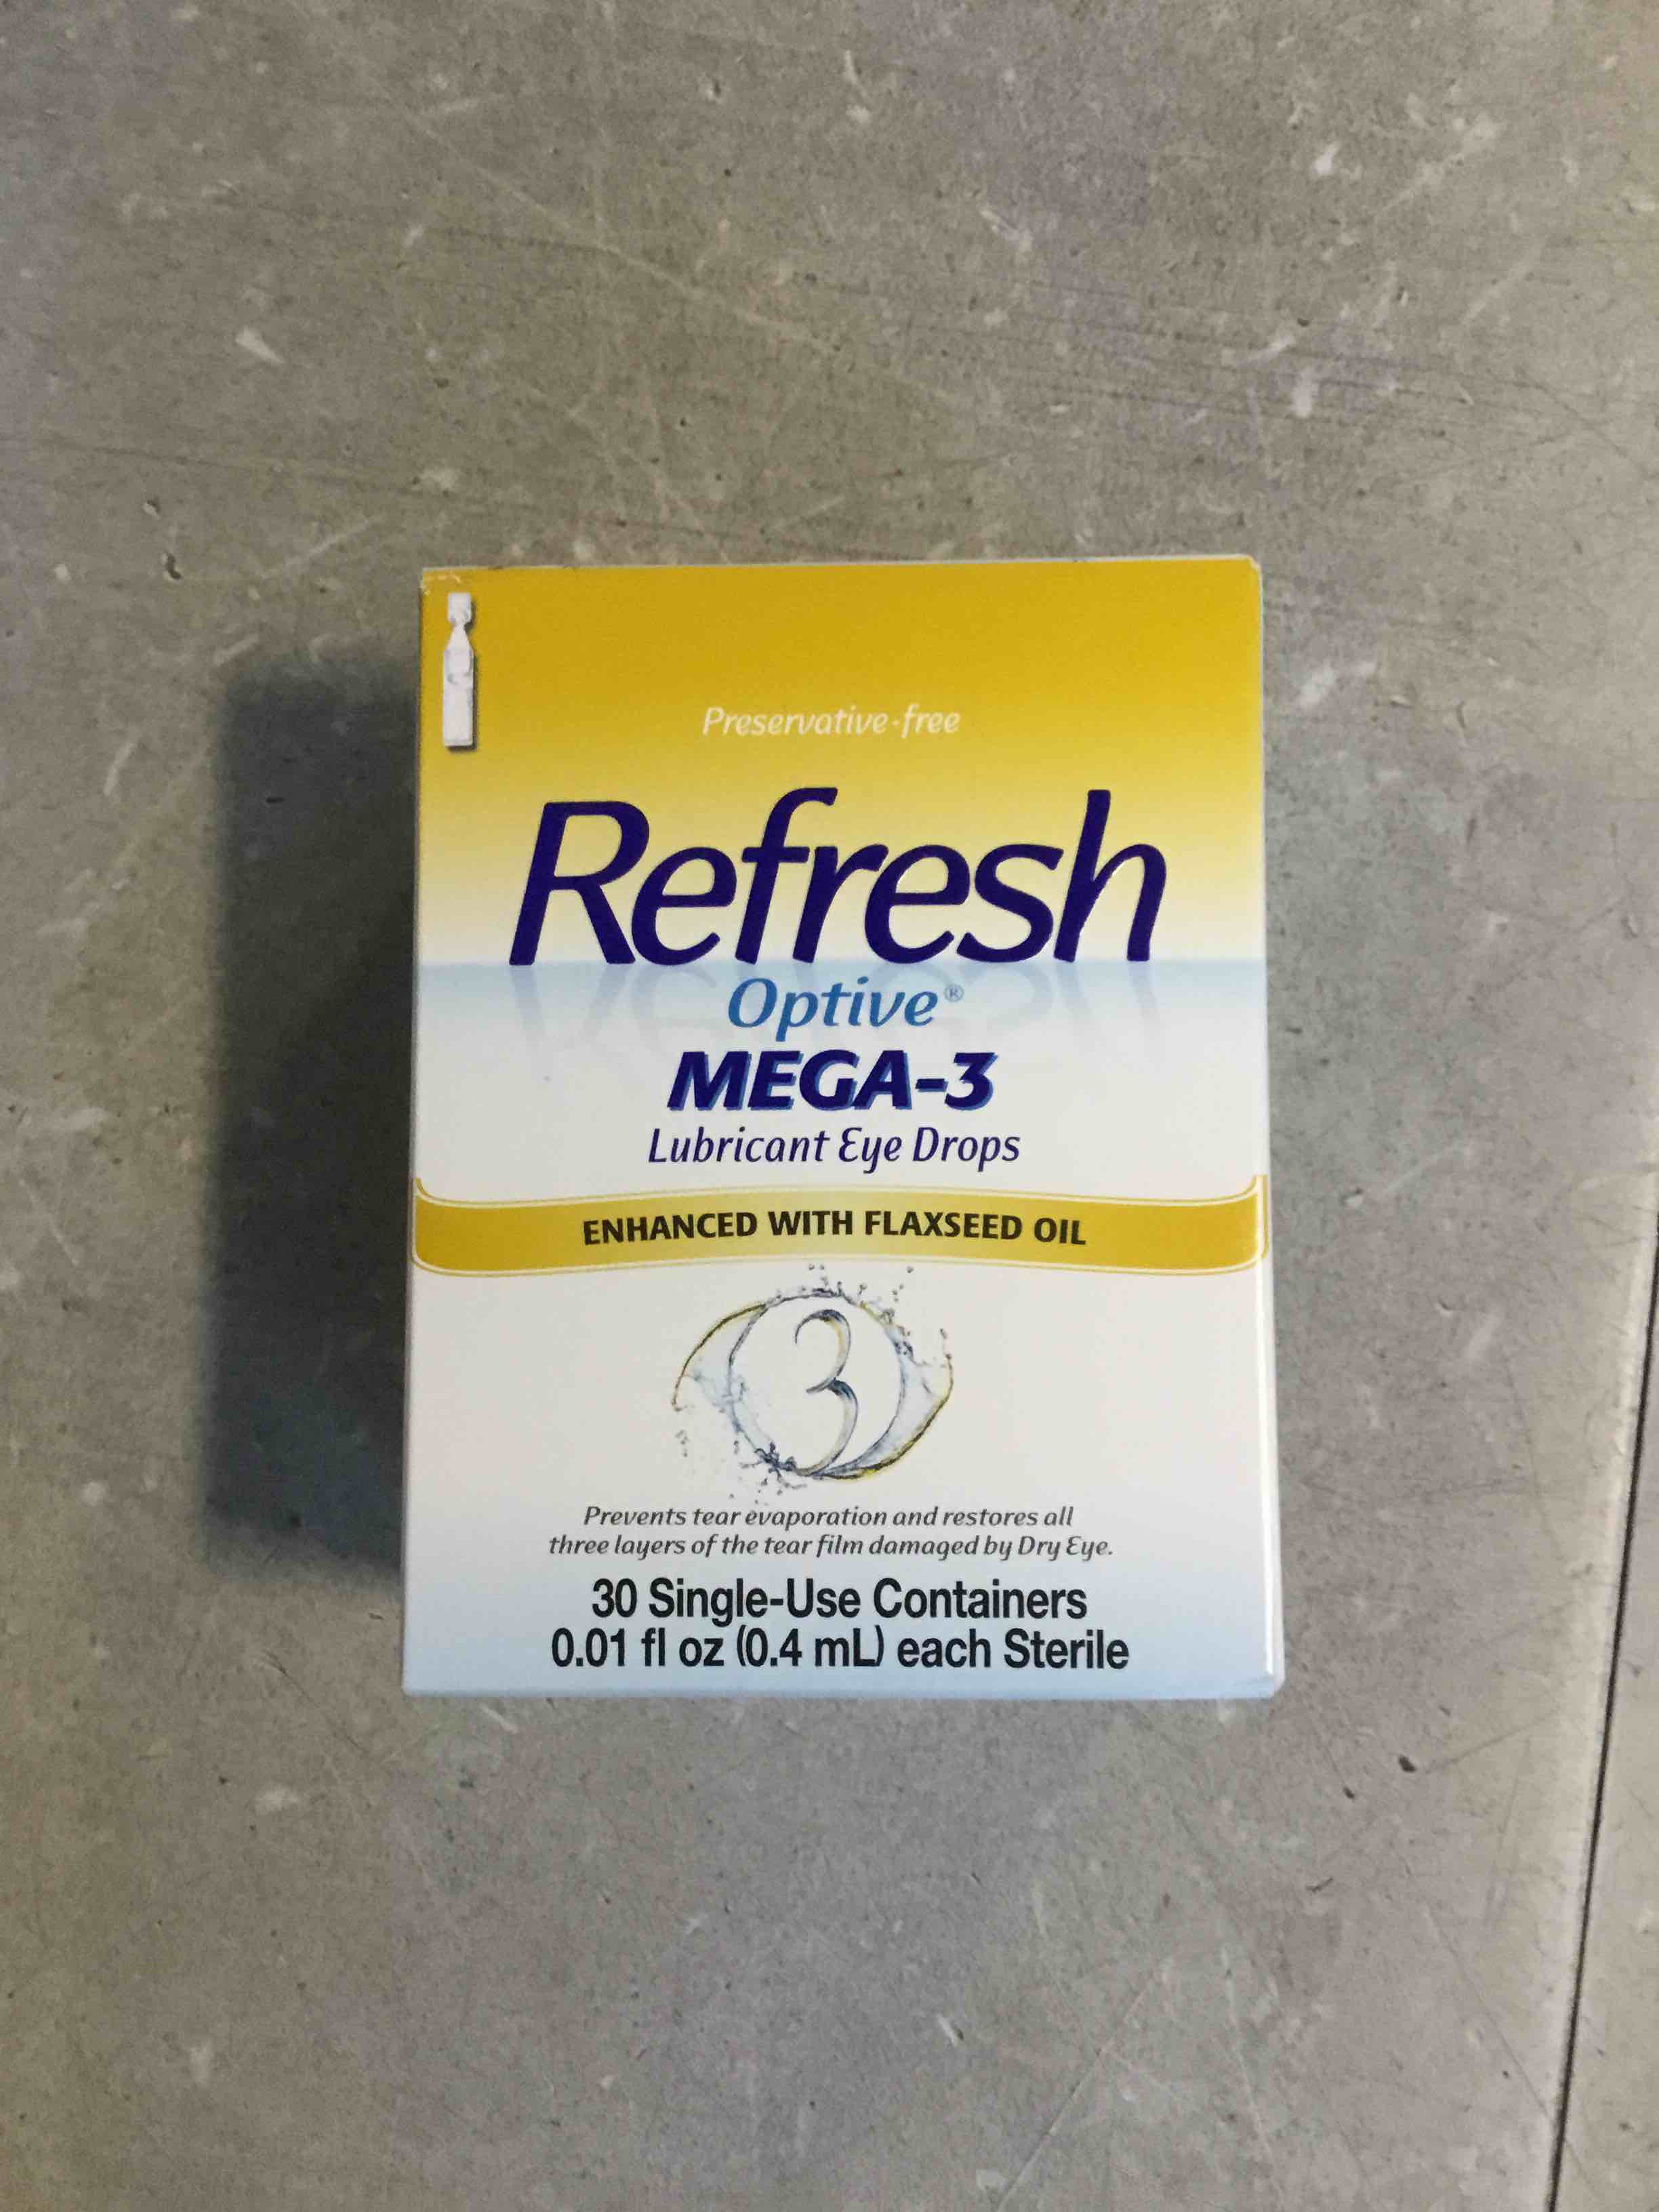 Preservative-free
Refresh
Optive®
MEGA-3
Lubricant Eye Drops
ENHANCED WITH FLAXSEED OIL
3
Prevents tear evaporation and restores all
three layers of the tear film damaged by Dry Eye.
30 Single-Use Containers
0.01 fl oz (0.4 mL) each Sterile